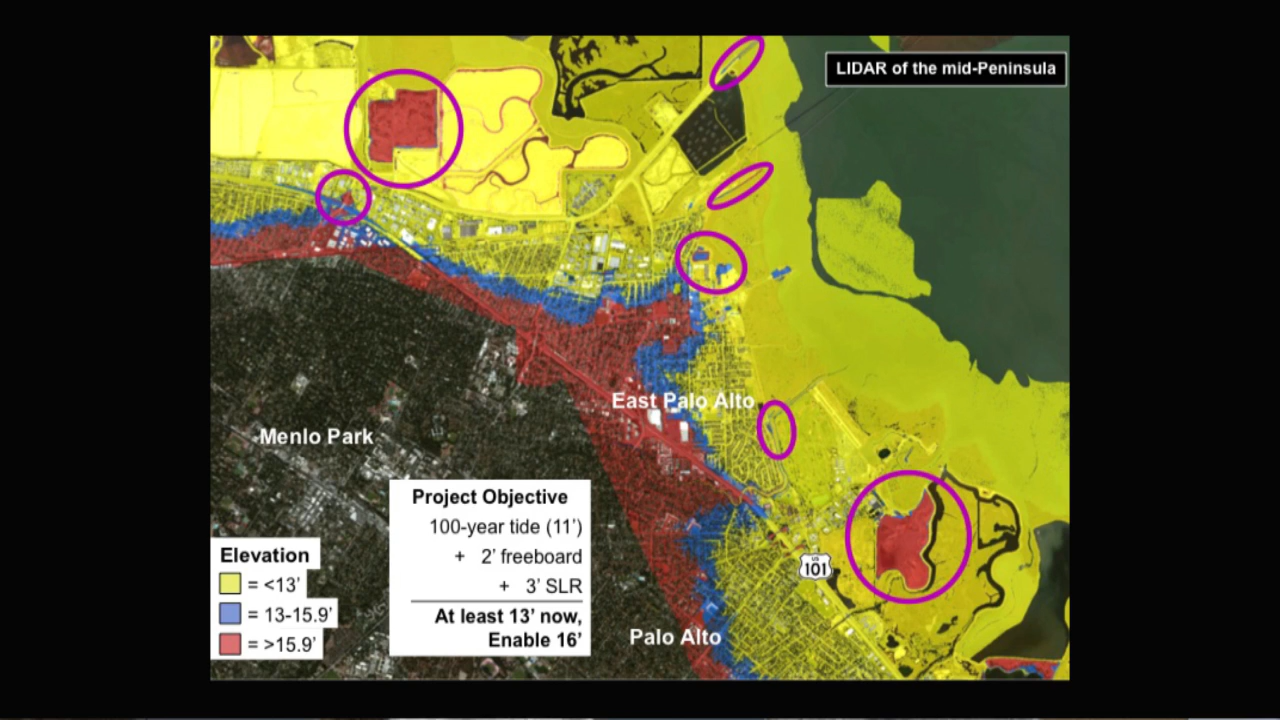 LIDAR of the mid-Peninsula
East Palo Alto
Menlo Park
Project Objective
100-year tide (11’)
+ 2’ freeboard
+ 3’ SLR
At least 13’ now,
Enable 16’
Elevation
= <13’
= 13-15.9’
= >15.9’
US
101
Palo Alto